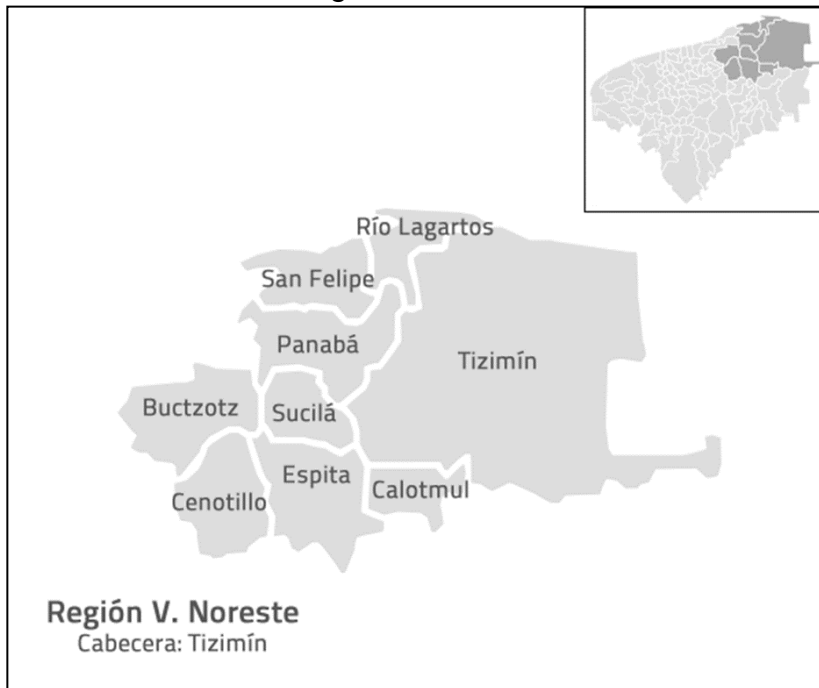 Río Lagartos
San Felipe
Panabá
Tizimín
Buctzotz
Sucilá
Espita
Calotmul
Cenotillo
Región V. Noreste
Cabecera: Tizimín